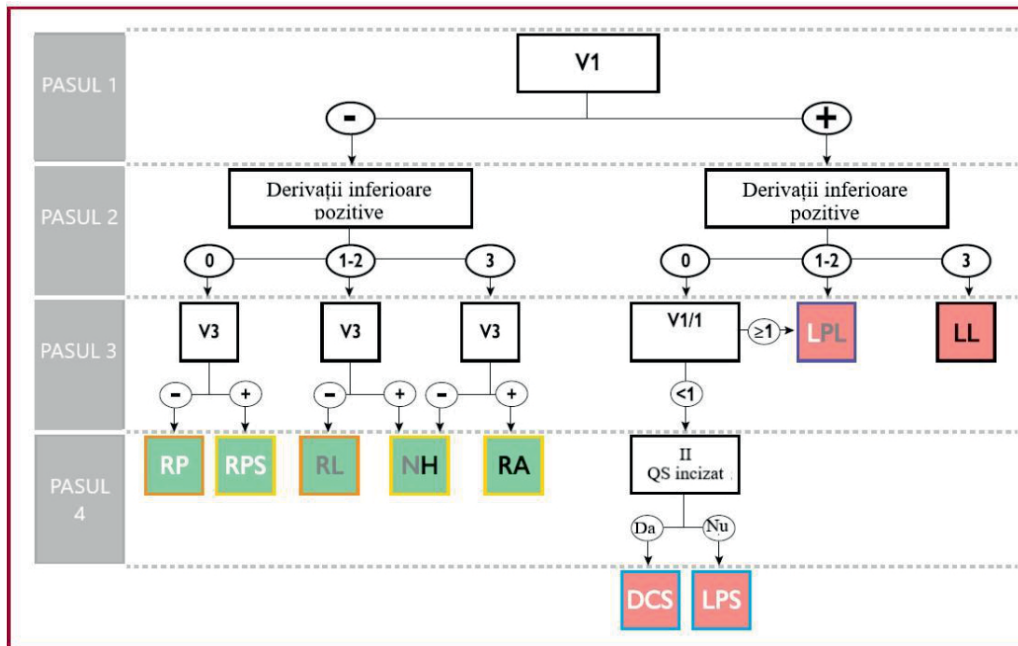 PASUL 1
V1
-
+
PASUL 2
Derivații inferioare
pozitive
Derivații inferioare
pozitive
0
1-2
3
0
1-2
3
PASUL 3
V3
V3
V3
V1/1
≥1
LPL
LL
-
+
-
+
-
+
<1
PASUL
4
RP
RPS
RL
NH
RA
II
QS incizat
Da
Nu
DCS
LPS